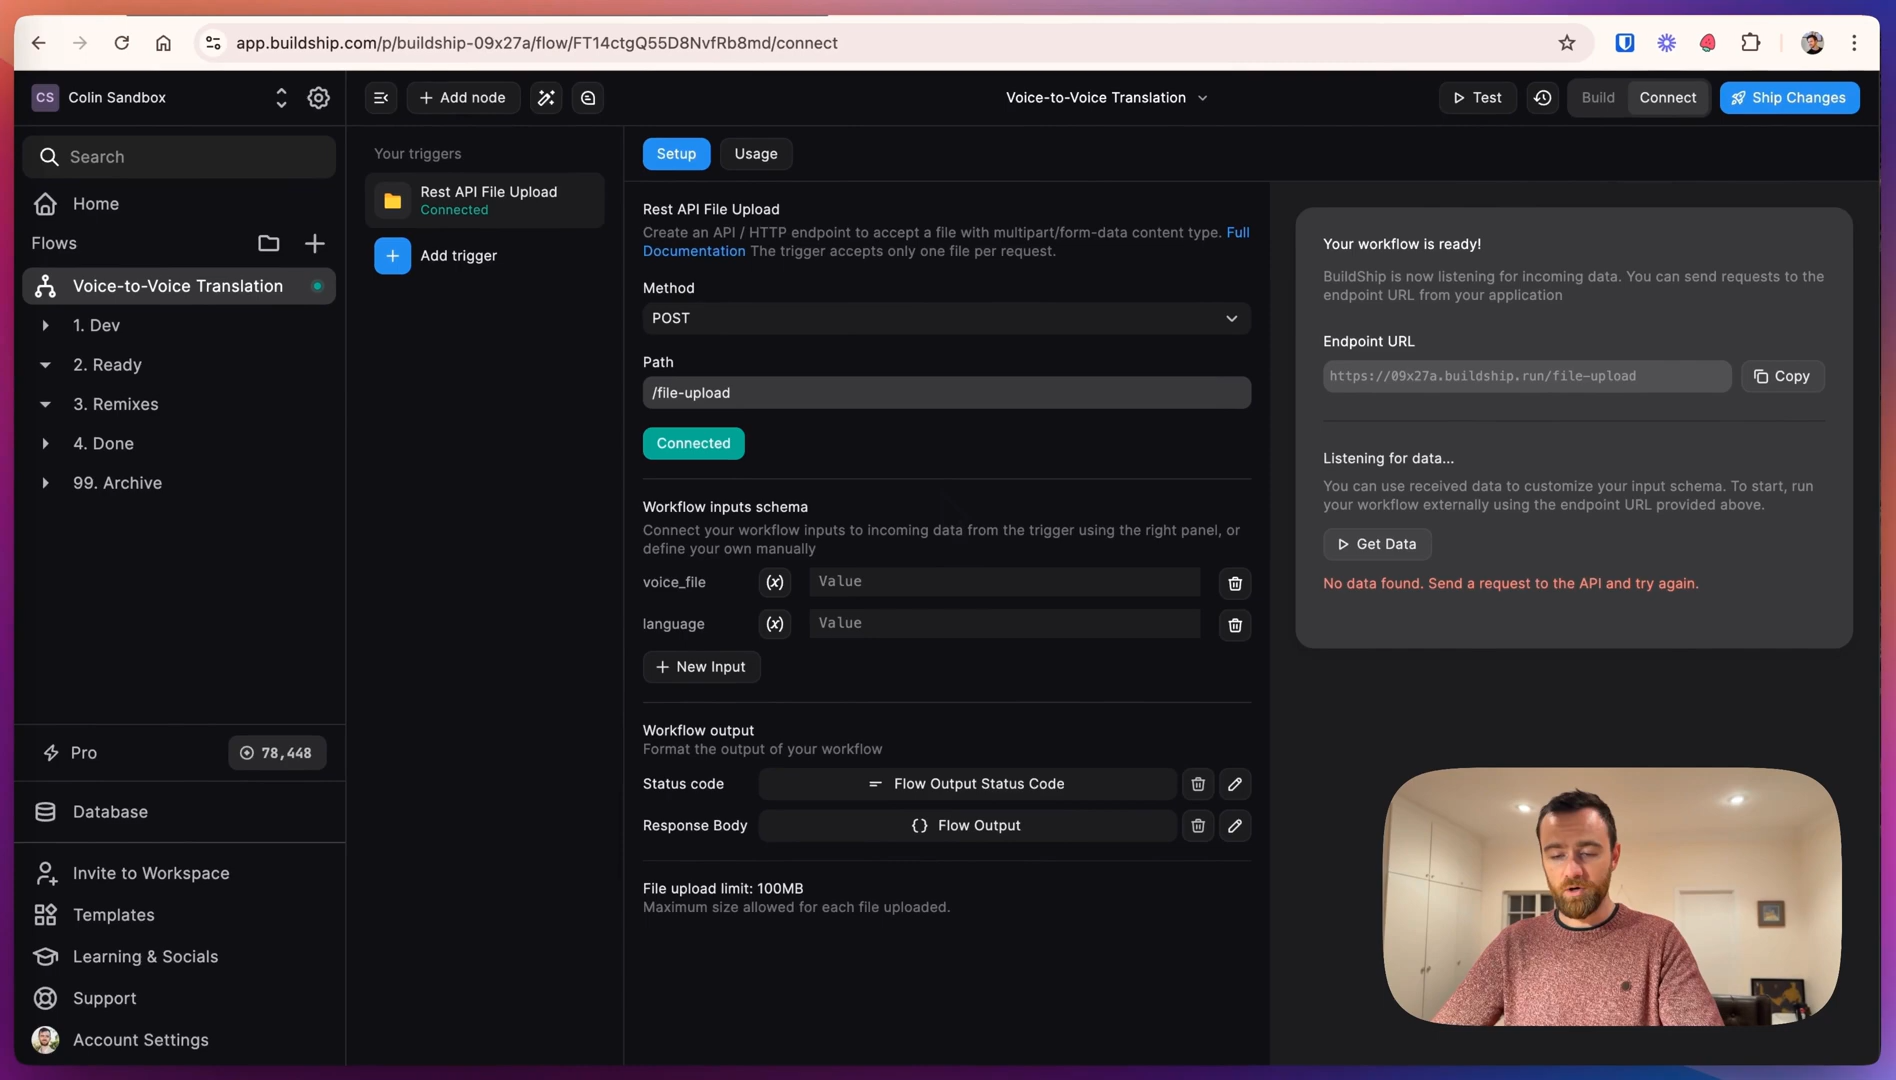 app.buildship.com/p/buildship-09x27a/flow/FT14ctgQ55D8NvfRb8md/connect
CS Colin Sandbox
Add node
Voice-to-Voice Translation
Test
Build
Connect
Ship Changes
Search
Home
Flows
Voice-to-Voice Translation
1. Dev
2. Ready
3. Remixes
4. Done
99. Archive
Pro
78,448
Database
Invite to Workspace
Templates
Learning & Socials
Support
Account Settings
Your triggers
Rest API File Upload
Connected
Add trigger
Setup
Usage
Rest API File Upload
Create an API / HTTP endpoint to accept a file with multipart/form-data content type. Full
Documentation The trigger accepts only one file per request.
Method
POST
Path
/file-upload
Connected
Workflow inputs schema
Connect your workflow inputs to incoming data from the trigger using the right panel, or
define your own manually
voice_file (x) Value
language (x) Value
New Input
Workflow output
Format the output of your workflow
Status code
Flow Output Status Code
Response Body
{} Flow Output
File upload limit: 100MB
Maximum size allowed for each file uploaded.
Your workflow is ready!
BuildShip is now listening for incoming data. You can send requests to the
endpoint URL from your application
Endpoint URL
https://09x27a.buildship.run/file-upload
Copy
Listening for data...
You can use received data to customize your input schema. To start, run
your workflow externally using the endpoint URL provided above.
Get Data
No data found. Send a request to the API and try again.